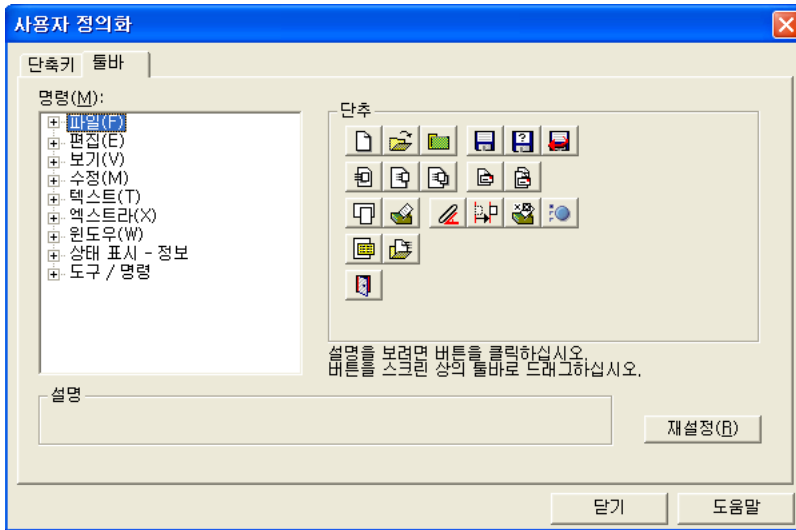 사용자 정의화
단축키 툴바
명령(M):
파일(F)
편집(E)
보기(V)
수정(M)
텍스트(T)
엑스트라(X)
윈도우(W)
상태 표시 - 정보
도구 / 명령
단추
설명을 보려면 버튼을 클릭하십시오.
버튼을 스크린 상의 툴바로 드래그하십시오.
설명
재설정(R)
닫기 도움말